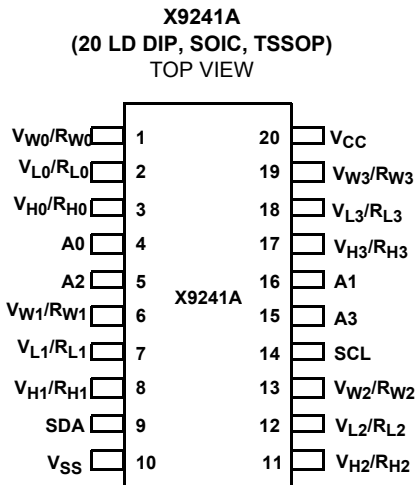 X9241A
(20 LD DIP, SOIC, TSSOP)
TOP VIEW
VW0/RW0 1 20 VCC
VL0/RL0 2 19 VW3/RW3
VH0/RH0 3 18 VL3/RL3
A0 4 17 VH3/RH3
A2 5 16 A1
X9241A
VW1/RW1 6 15 A3
VL1/RL1 7 14 SCL
VH1/RH1 8 13 VW2/RW2
SDA 9 12 VL2/RL2
VSS 10 11 VH2/RH2